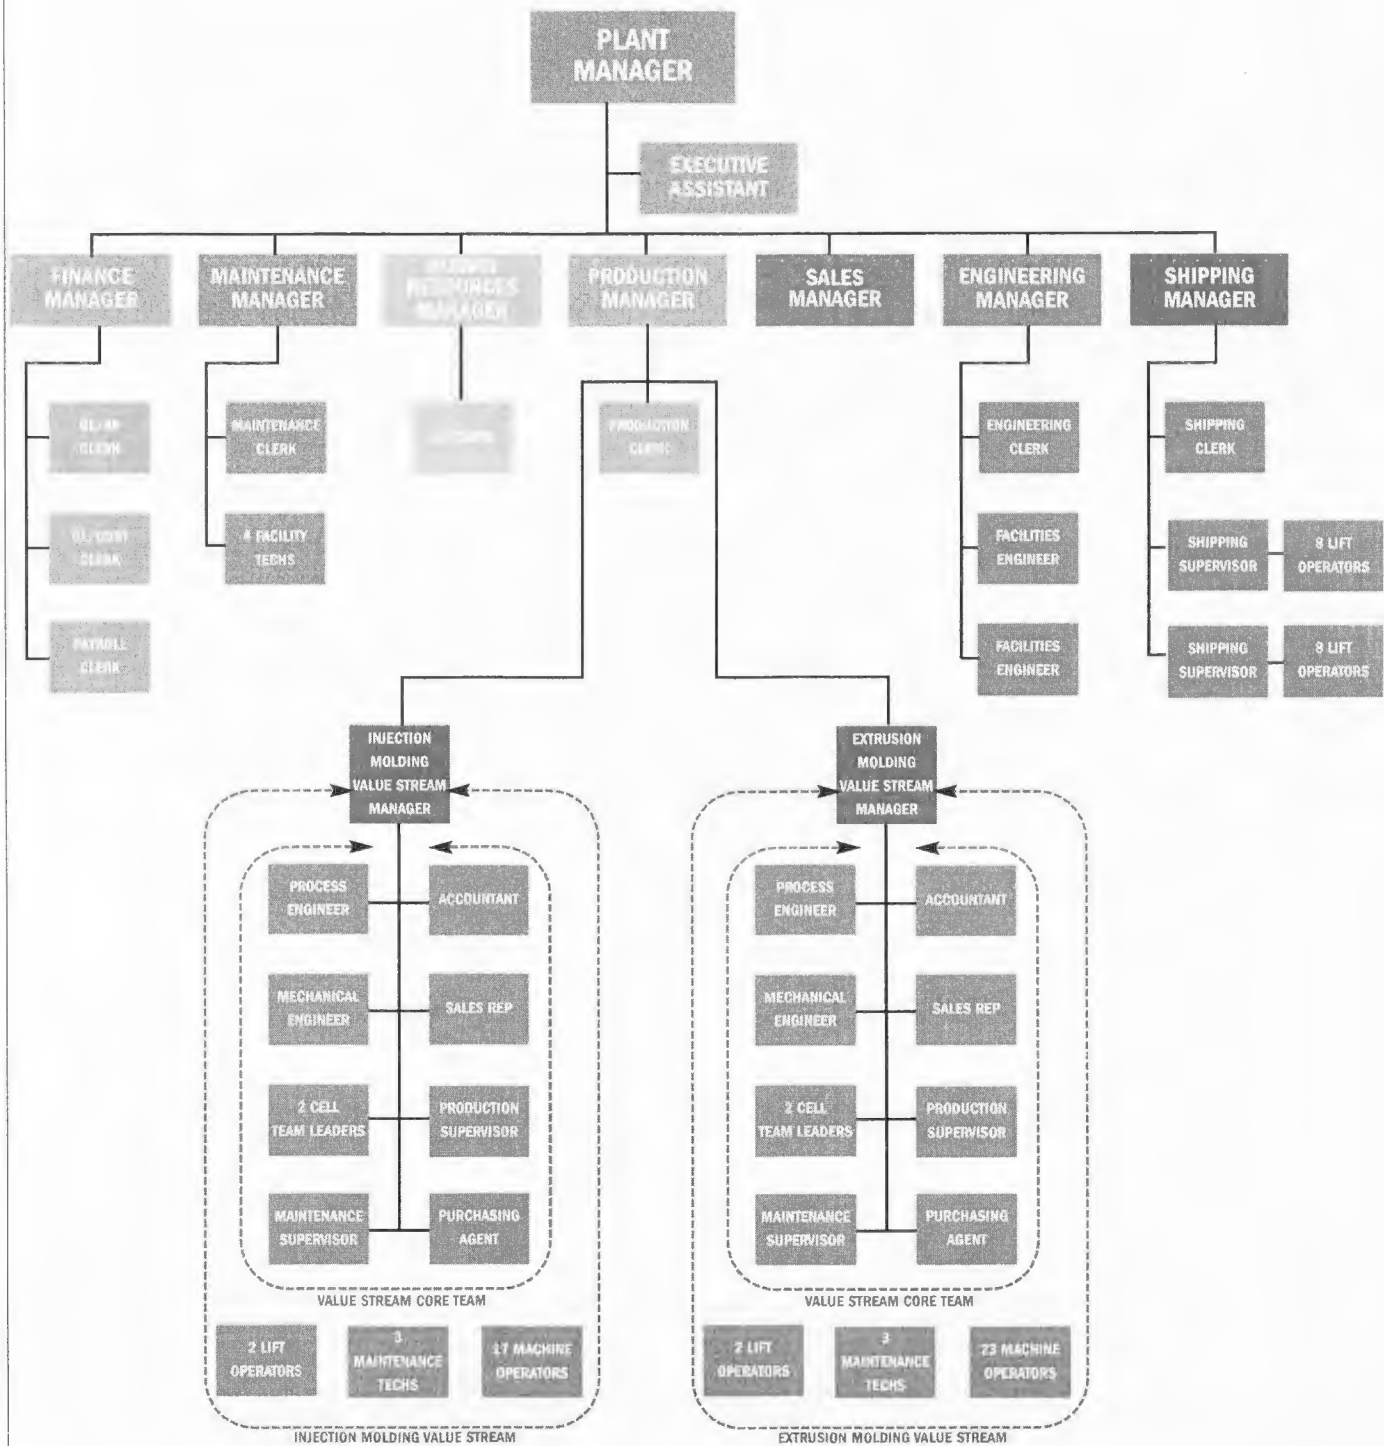 PLANT
MANAGER
EXECUTIVE
ASSISTANT
FINANCE
MANAGER
MAINTENANCE
MANAGER
RESOURCES
MANAGER
PRODUCTION
MANAGER
SALES
MANAGER
ENGINEERING
MANAGER
SHIPPING
MANAGER
CLERK
MAINTENANCE
CLERK
PRODUCTION
CLERK
ENGINEERING
CLERK
SHIPPING
CLERK
CLERK
4 FACILITY
TECHS
FACILITIES
ENGINEER
SHIPPING
SUPERVISOR
8 LIFT
OPERATORS
PAYROLL
CLERK
FACILITIES
ENGINEER
SHIPPING
SUPERVISOR
8 LIFT
OPERATORS
INJECTION
MOLDING
VALUE STREAM
MANAGER
EXTRUSION
MOLDING
VALUE STREAM
MANAGER
PROCESS
ENGINEER
ACCOUNTANT
MECHANICAL
ENGINEER
SALES REP
2 CELL
TEAM LEADERS
PRODUCTION
SUPERVISOR
MAINTENANCE
SUPERVISOR
PURCHASING
AGENT
VALUE STREAM CORE TEAM
2 LIFT
OPERATORS
3
MAINTENANCE
TECHS
17 MACHINE
OPERATORS
INJECTION MOLDING VALUE STREAM
PROCESS
ENGINEER
ACCOUNTANT
MECHANICAL
ENGINEER
SALES REP
2 CELL
TEAM LEADERS
PRODUCTION
SUPERVISOR
MAINTENANCE
SUPERVISOR
PURCHASING
AGENT
VALUE STREAM CORE TEAM
2 LIFT
OPERATORS
3
MAINTENANCE
TECHS
23 MACHINE
OPERATORS
EXTRUSION MOLDING VALUE STREAM